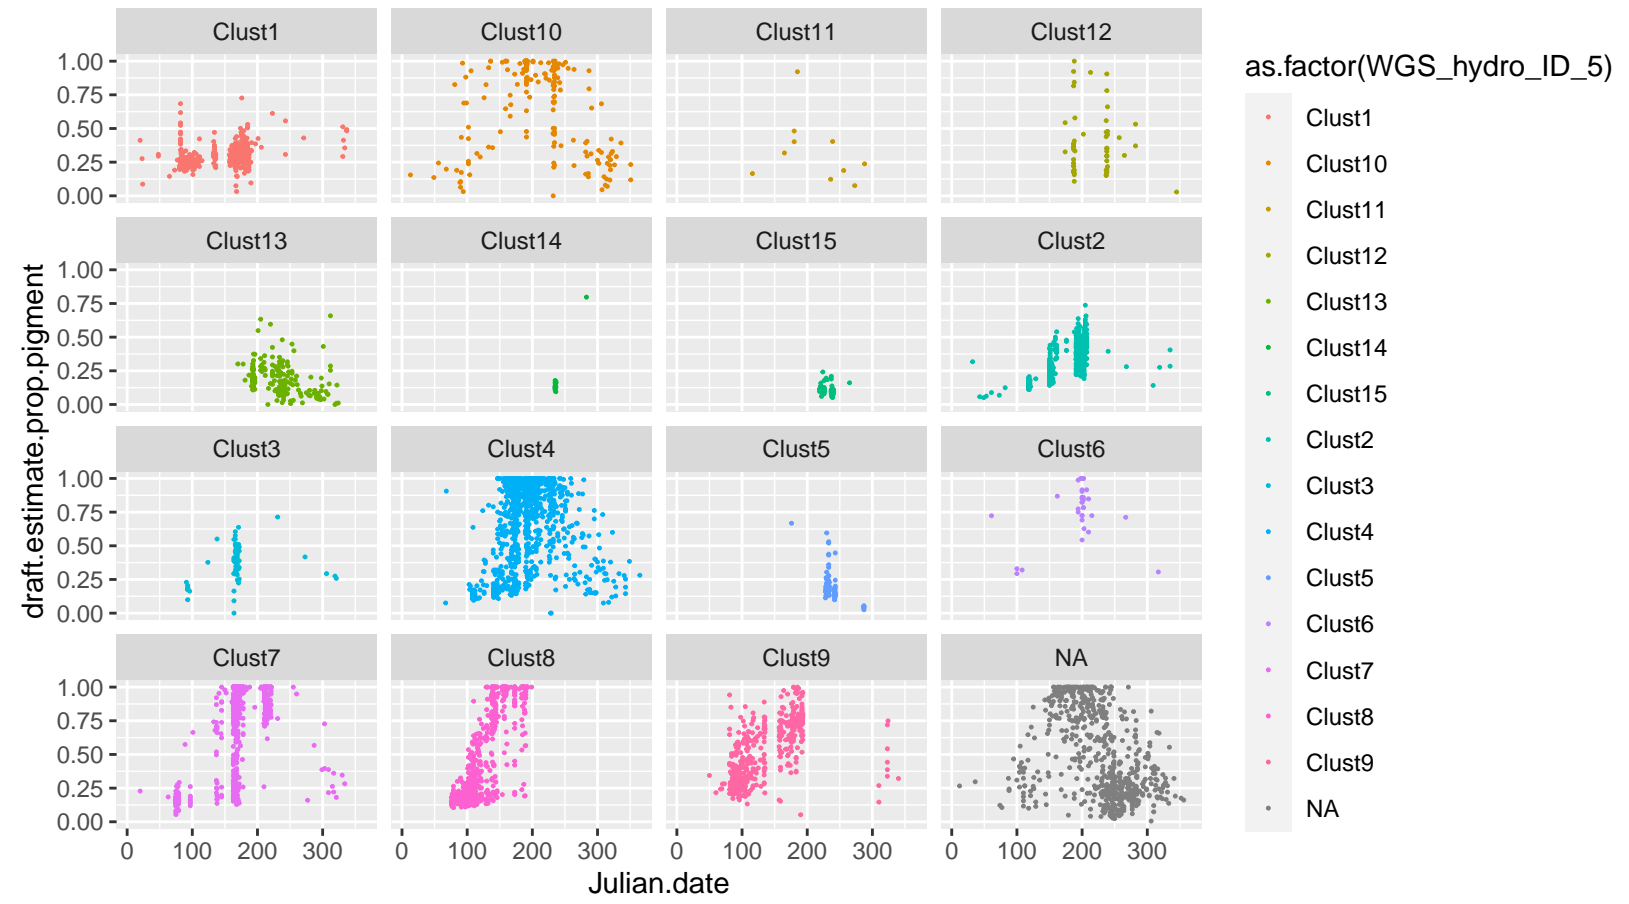 Clust1 Clust10 Clust11 Clust12
1.00
0.75
0.50
0.25
0.00
Clust13 Clust14 Clust15 Clust2
1.00
0.75
0.50
0.25
0.00
Clust3 Clust4 Clust5 Clust6
1.00
0.75
0.50
0.25
0.00
Clust7 Clust8 Clust9 NA
1.00
0.75
0.50
0.25
0.00
0 100 200 300 0 100 200 300 0 100 200 300 0 100 200 300
Julian.date
draft.estimate.prop.pigment
as.factor(WGS_hydro_ID_5)
Clust1
Clust10
Clust11
Clust12
Clust13
Clust14
Clust15
Clust2
Clust3
Clust4
Clust5
Clust6
Clust7
Clust8
Clust9
NA